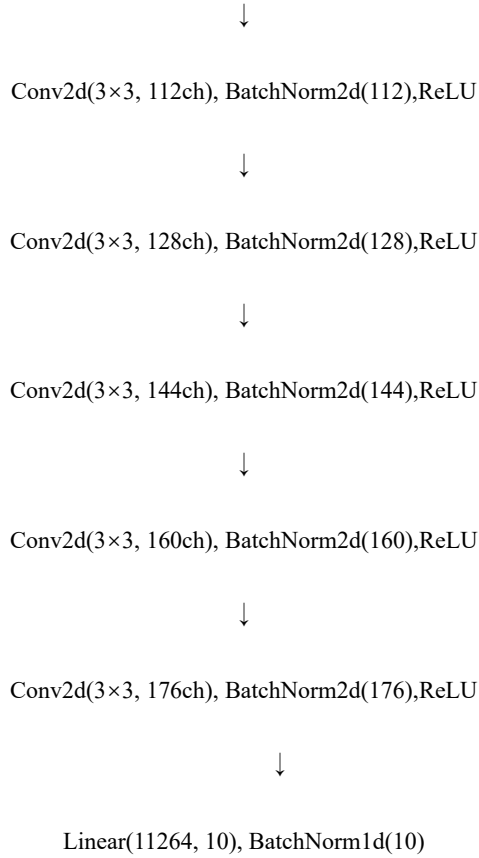 ↓
Conv2d(3×3, 112ch), BatchNorm2d(112),ReLU
↓
Conv2d(3×3, 128ch), BatchNorm2d(128),ReLU
↓
Conv2d(3×3, 144ch), BatchNorm2d(144),ReLU
↓
Conv2d(3×3, 160ch), BatchNorm2d(160),ReLU
↓
Conv2d(3×3, 176ch), BatchNorm2d(176),ReLU
↓
Linear(11264, 10), BatchNorm1d(10)